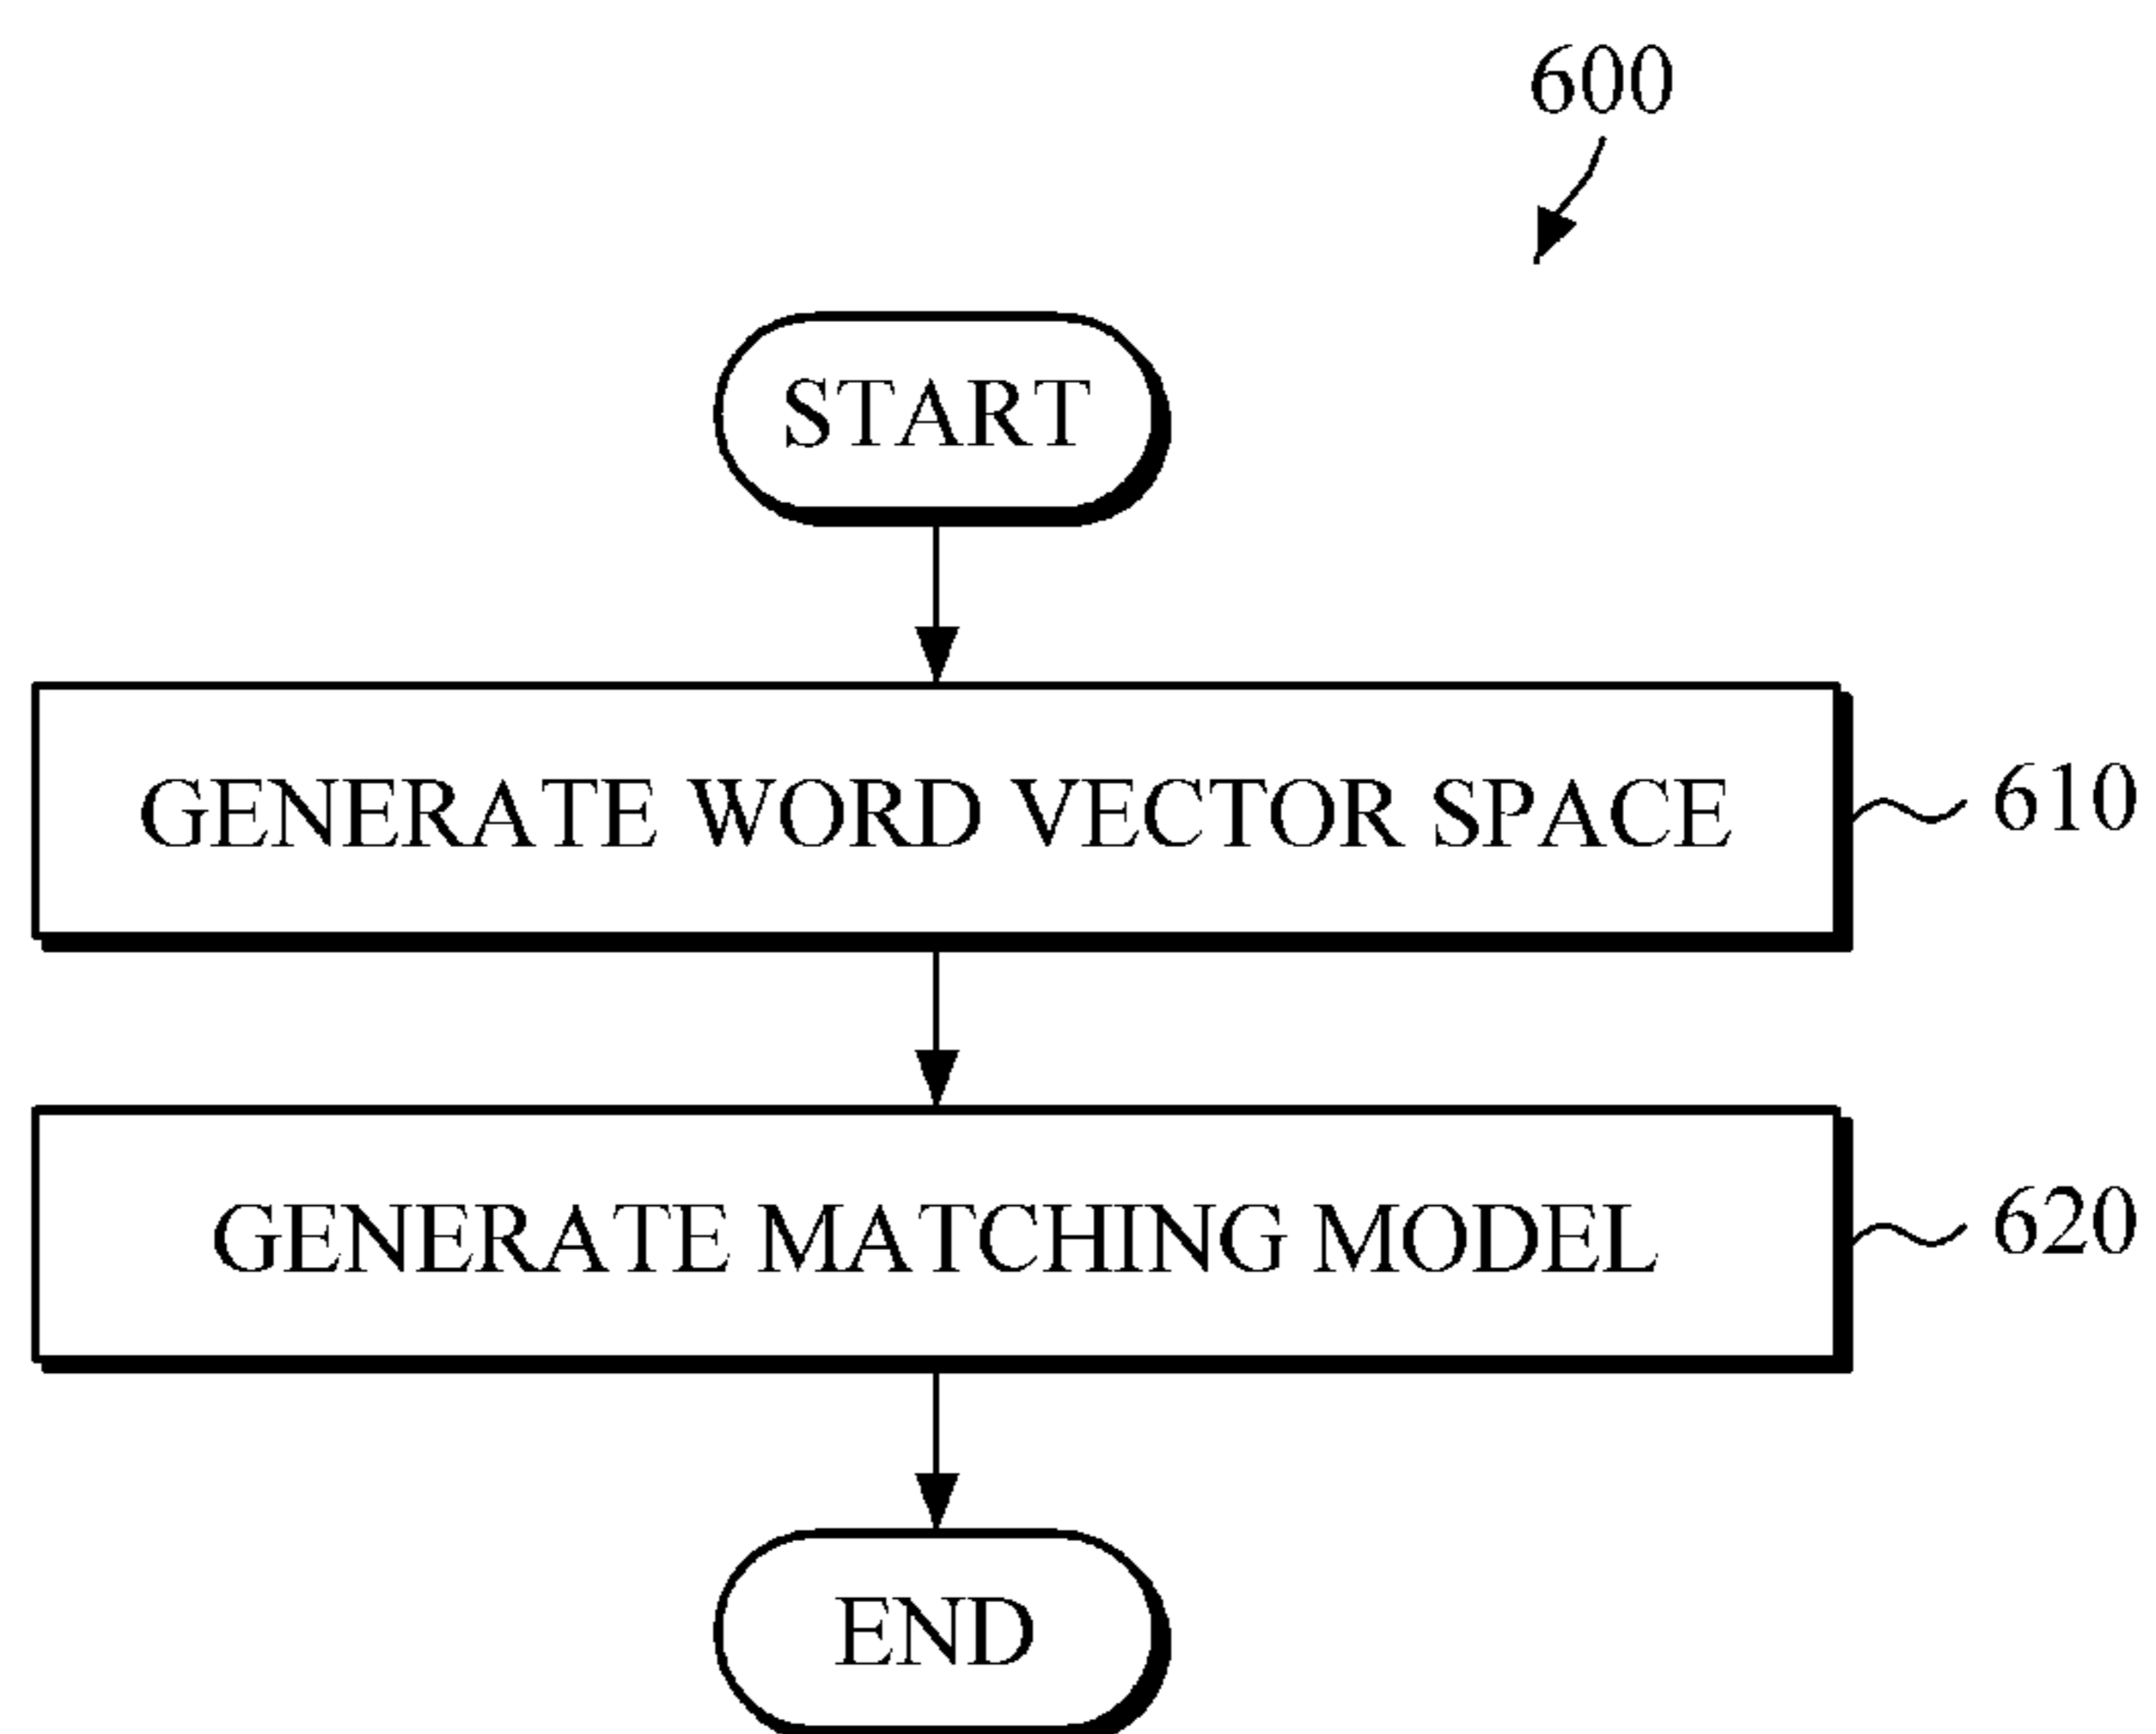 600
START
GENERATE WORD VECTOR SPACE
610
GENERATE MATCHING MODEL
620
END